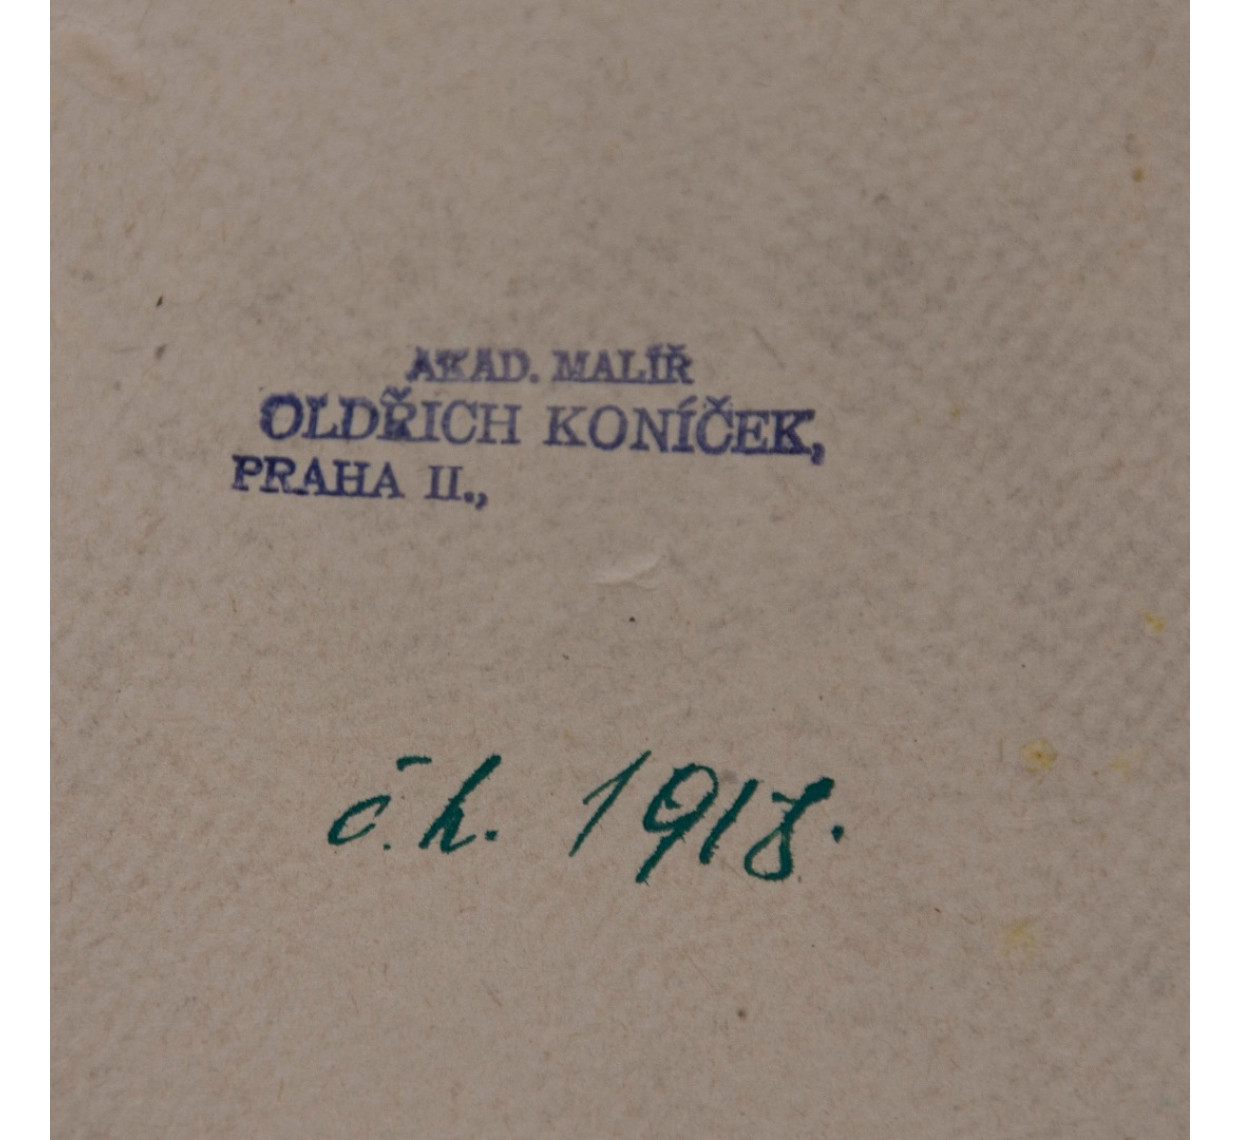 AKAD. MALÍŘ
OLDŘICH KONÍČEK,
PRAHA II.,
č.h. 1918.